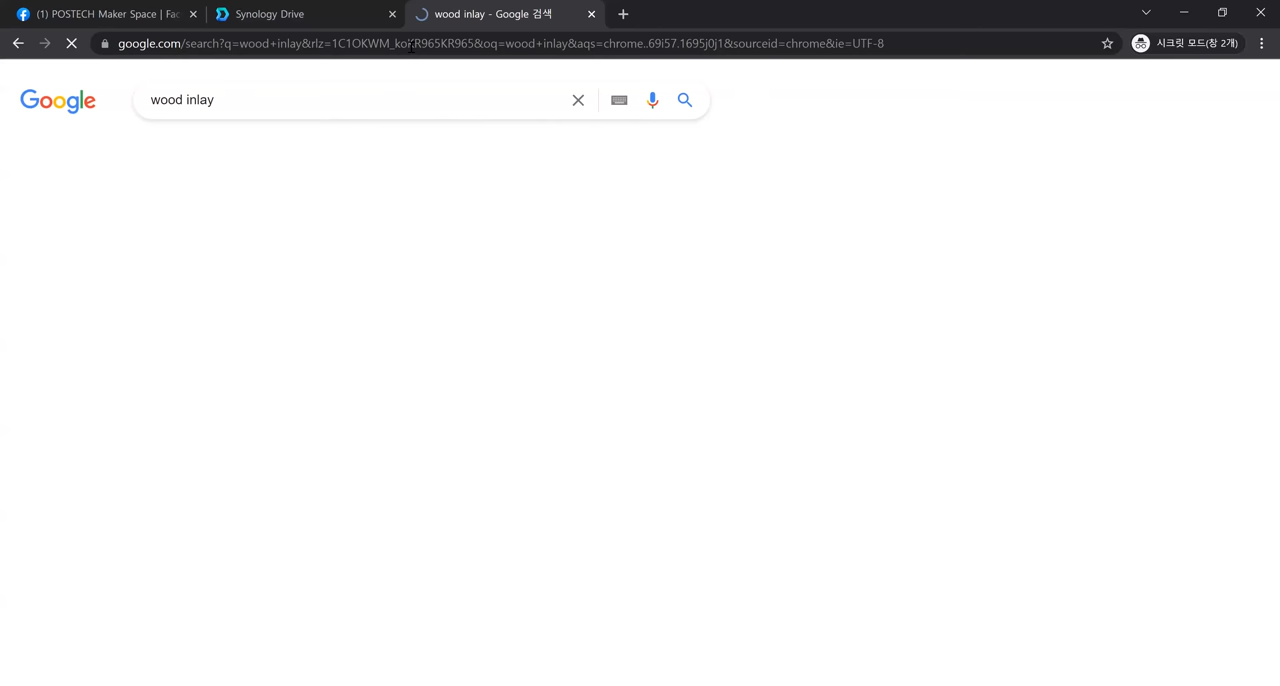 (1) POSTECH Maker Space | Fac
Synology Drive
wood inlay - Google 검색
google.com/search?q=wood+inlay&rlz=1C1OKWM_koKR965KR965&oq=wood+inlay&aqs=chrome..69i57.1695j0j1&sourceid=chrome&ie=UTF-8
시크릿 모드(창 2개)
Google
wood inlay